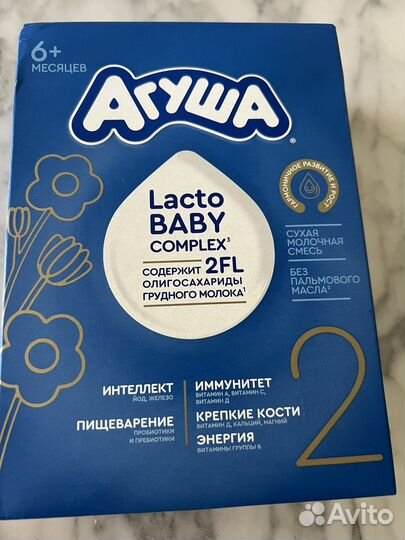 6+
МЕСЯЦЕВ
АГУША
®
ГАРМОНИЧНОЕ РАЗВИТИЕ И РОСТ
Lacto
BABY
COMPLEX³
СОДЕРЖИТ 2FL
ОЛИГОСАХАРИДЫ
ГРУДНОГО МОЛОКА¹
СУХАЯ
МОЛОЧНАЯ
СМЕСЬ
БЕЗ
ПАЛЬМОВОГО
МАСЛА²
2
ИНТЕЛЛЕКТ
ЙОД, ЖЕЛЕЗО
ПИЩЕВАРЕНИЕ
ПРОБИОТИКИ
И ПРЕБИОТИКИ
ИММУНИТЕТ
ВИТАМИН А, ВИТАМИН С,
ВИТАМИН Д
КРЕПКИЕ КОСТИ
ВИТАМИН Д, КАЛЬЦИЙ, МАГНИЙ
ЭНЕРГИЯ
ВИТАМИНЫ ГРУППЫ В
Avito